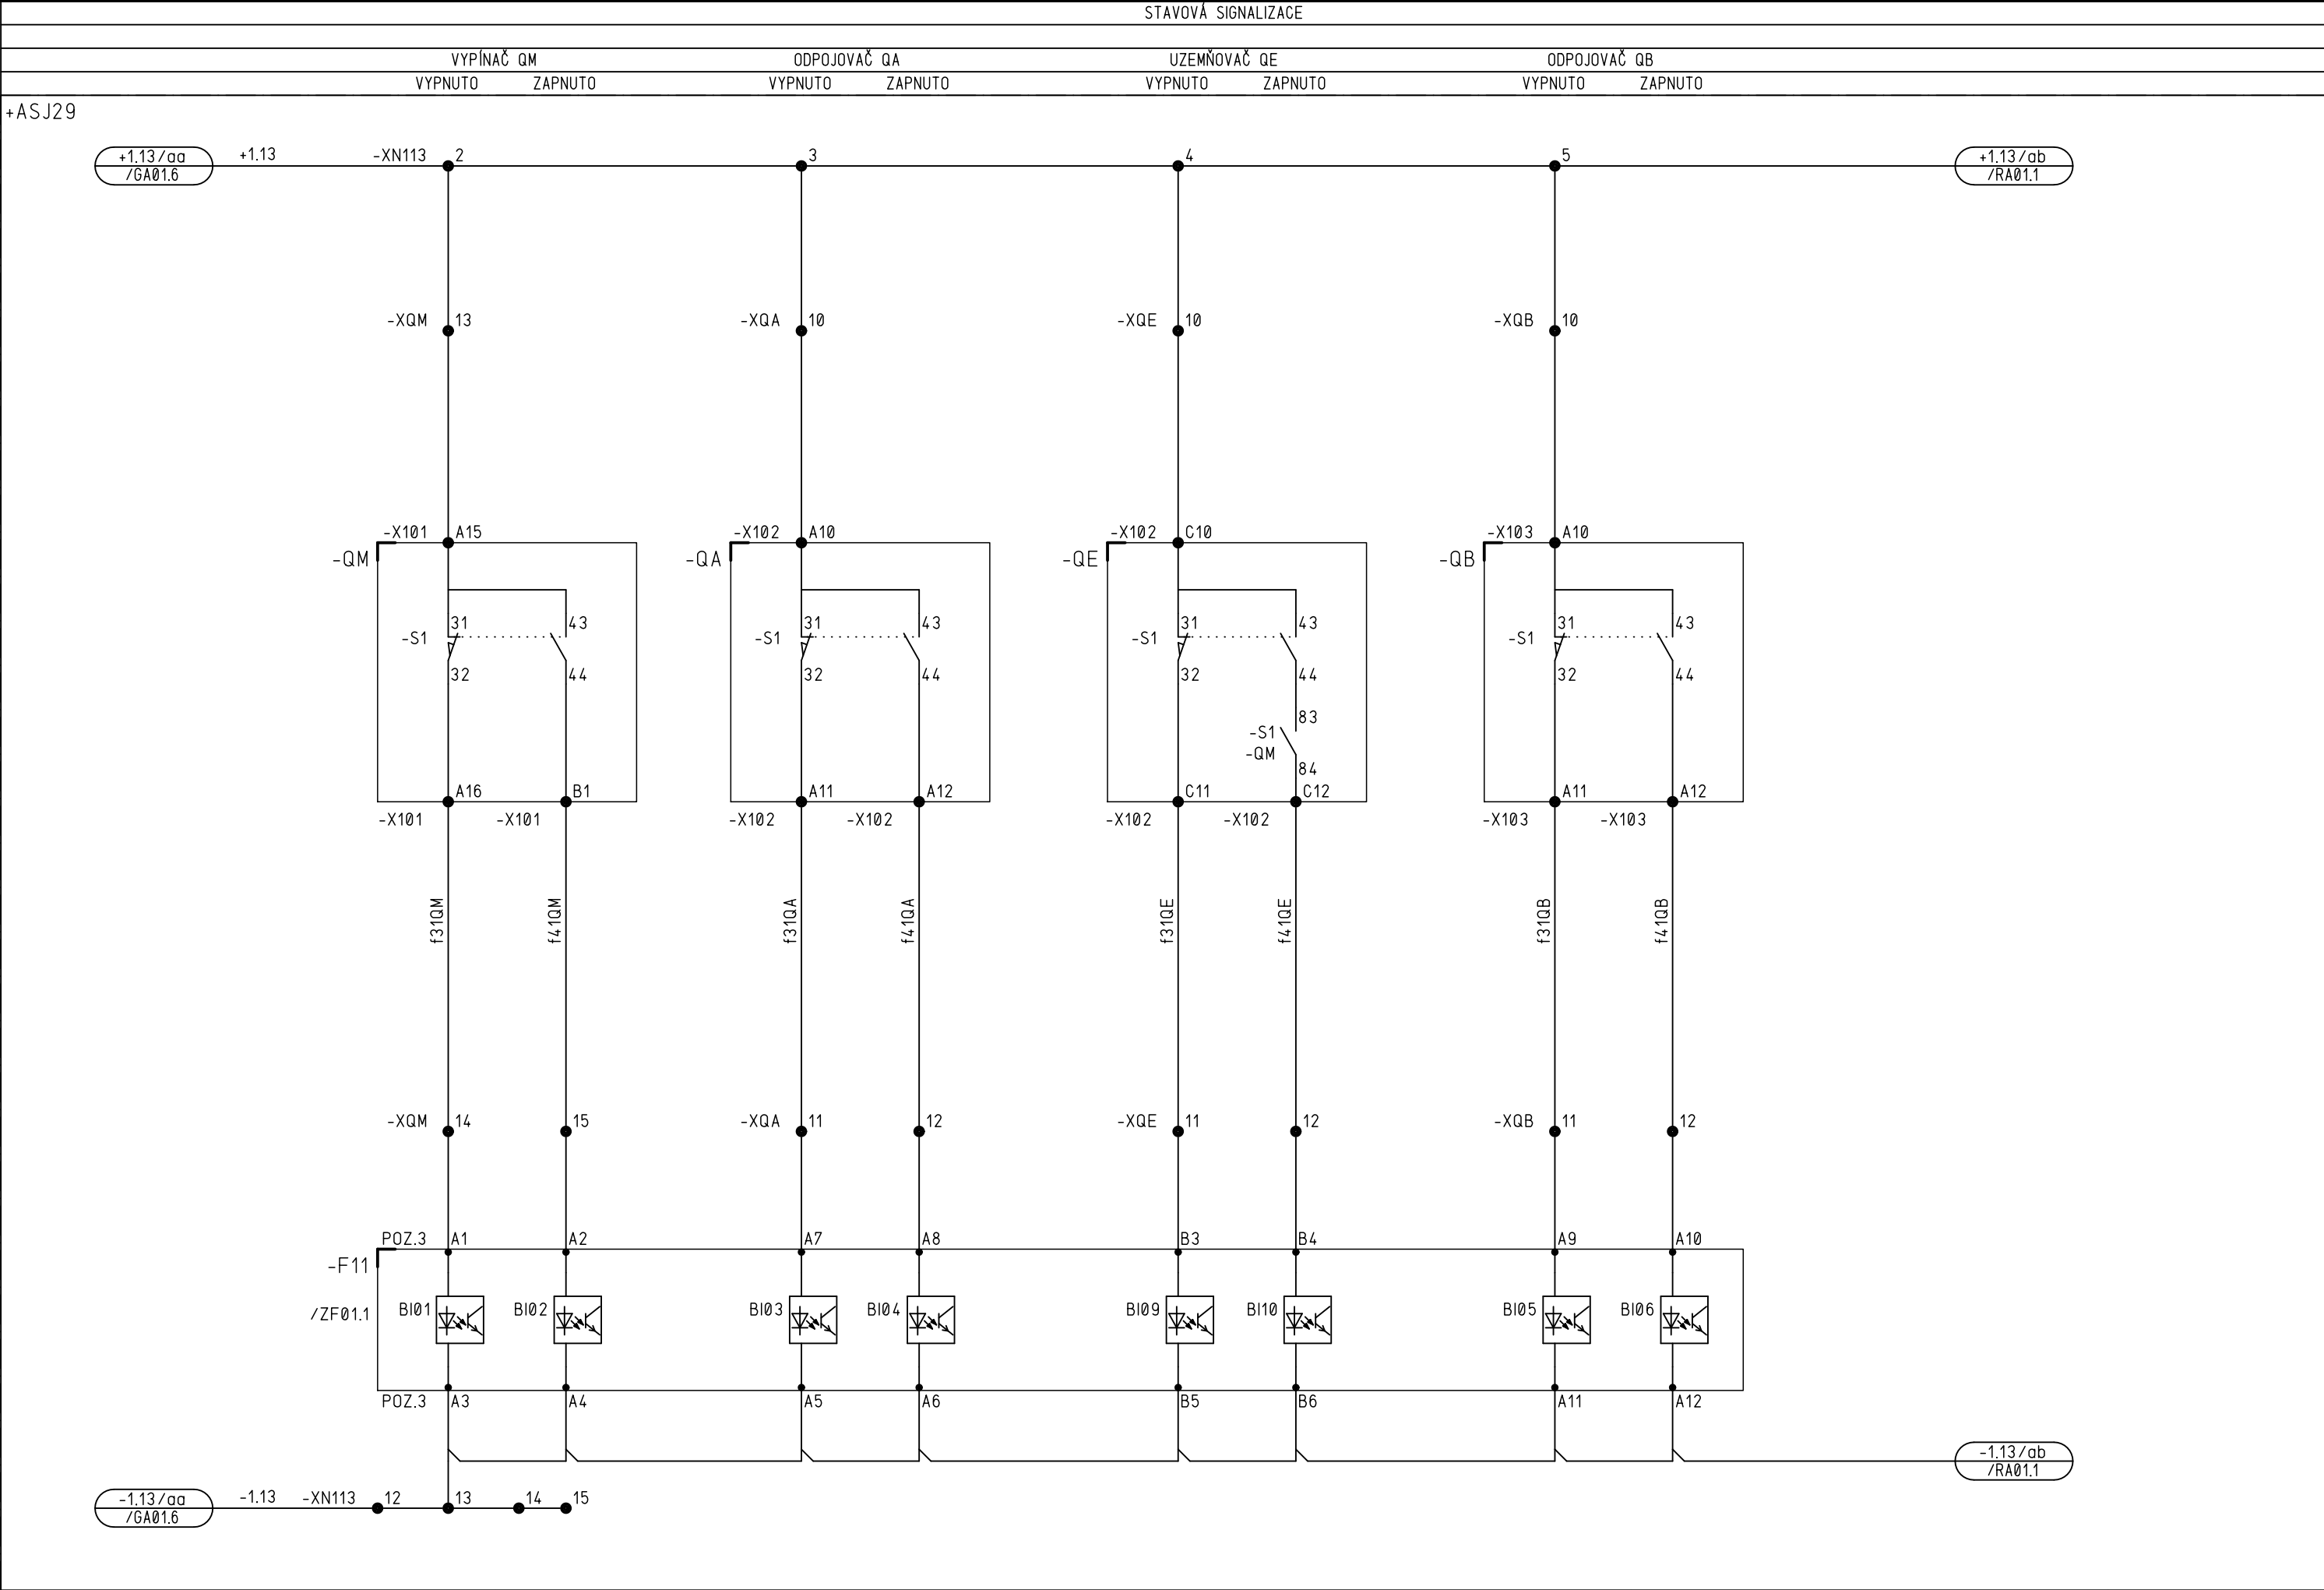 STAVOVÁ SIGNALIZACE
VYPÍNAČ QM ODPOJOVAČ QA UZEMŇOVAČ QE ODPOJOVAČ QB
VYPNUTO ZAPNUTO VYPNUTO ZAPNUTO VYPNUTO ZAPNUTO VYPNUTO ZAPNUTO
+ASJ29
+1.13/aa +1.13 -XN113 2 3 4 5 +1.13/ab
/GA01.6 /RA01.1
-XQM 13 -XQA 10 -XQE 10 -XQB 10
-X101 A15 -X102 A10 -X102 C10 -X103 A10
-QM -QA -QE -QB
31 43 31 43 31 43 31 43
-S1 -S1 -S1 -S1
32 44 32 44 32 44 32 44
83
-S1
-QM
84
A16 B1 A11 A12 C11 C12 A11 A12
-X101 -X101 -X102 -X102 -X102 -X102 -X103 -X103
f31QM f41QM f31QA f41QA f31QE f41QE f31QB f41QB
-XQM 14 15 -XQA 11 12 -XQE 11 12 -XQB 11 12
POZ.3 A1 A2 A7 A8 B3 B4 A9 A10
-F11
/ZF01.1 BI01 BI02 BI03 BI04 BI09 BI10 BI05 BI06
POZ.3 A3 A4 A5 A6 B5 B6 A11 A12
-1.13/ab
/RA01.1
-1.13/aa -1.13 -XN113 12 13 14 15
/GA01.6